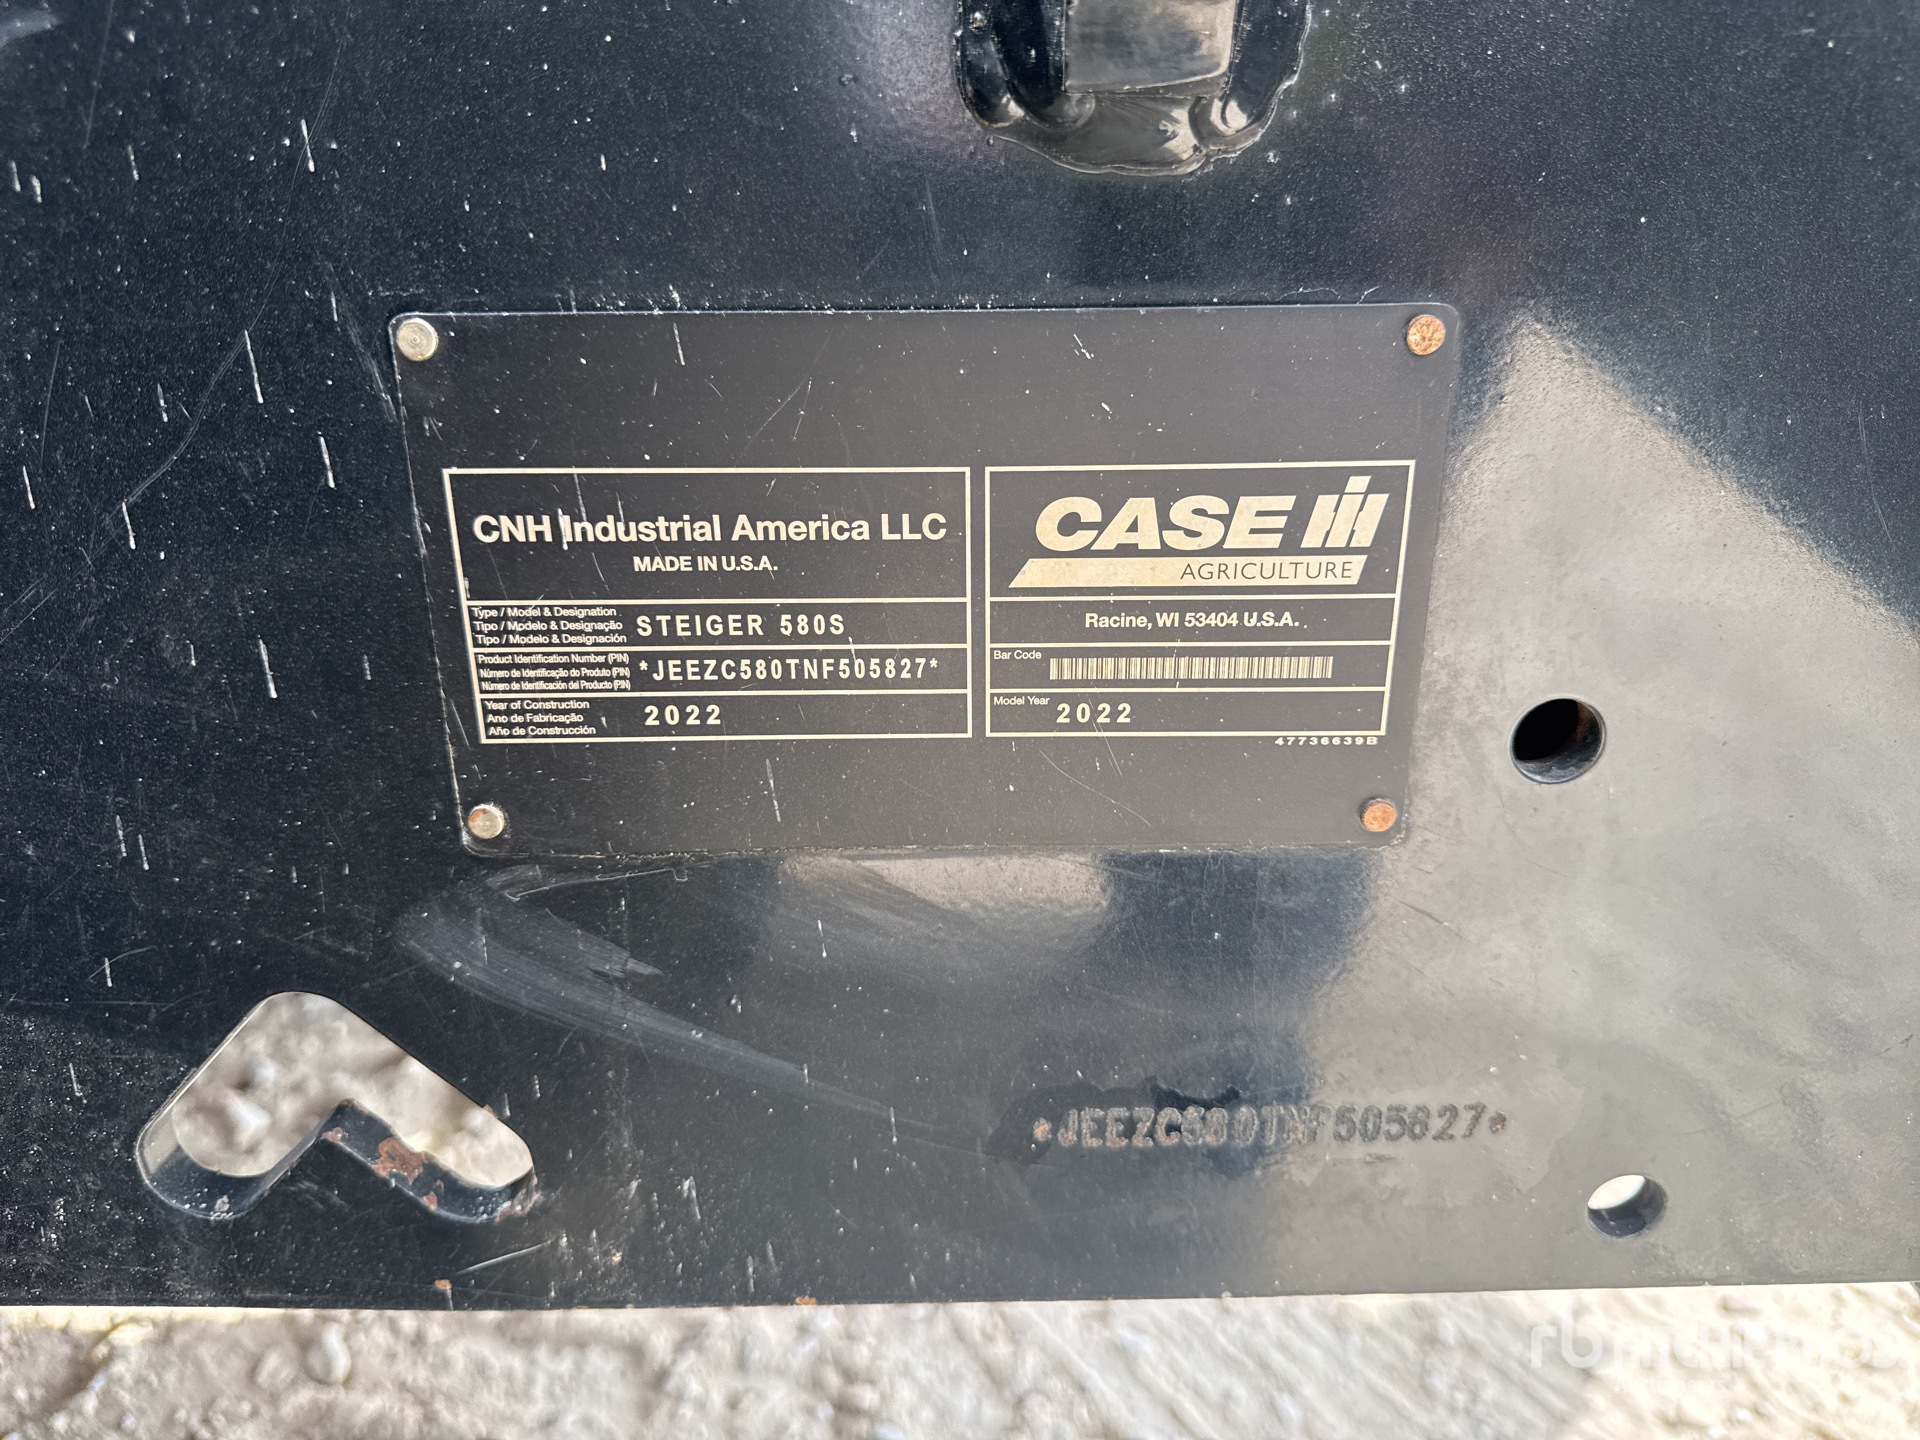 CNH Industrial America LLC
MADE IN U.S.A.
Type / Model & Designation
Tipo / Modelo & Designação
Tipo / Modelo & Designación
STEIGER 580S
Product Identification Number (PIN)
Número de Identificação do Produto (PIN)
Número de Identificación del Producto (PIN)
*JEEZC580TNF505827*
Year of Construction
Ano de Fabricação
Año de Construcción
2022
CASE IH
AGRICULTURE
Racine, WI 53404 U.S.A.
Bar Code
Model Year
2022
47736639B
*JEEZC580TNF505827*
rb